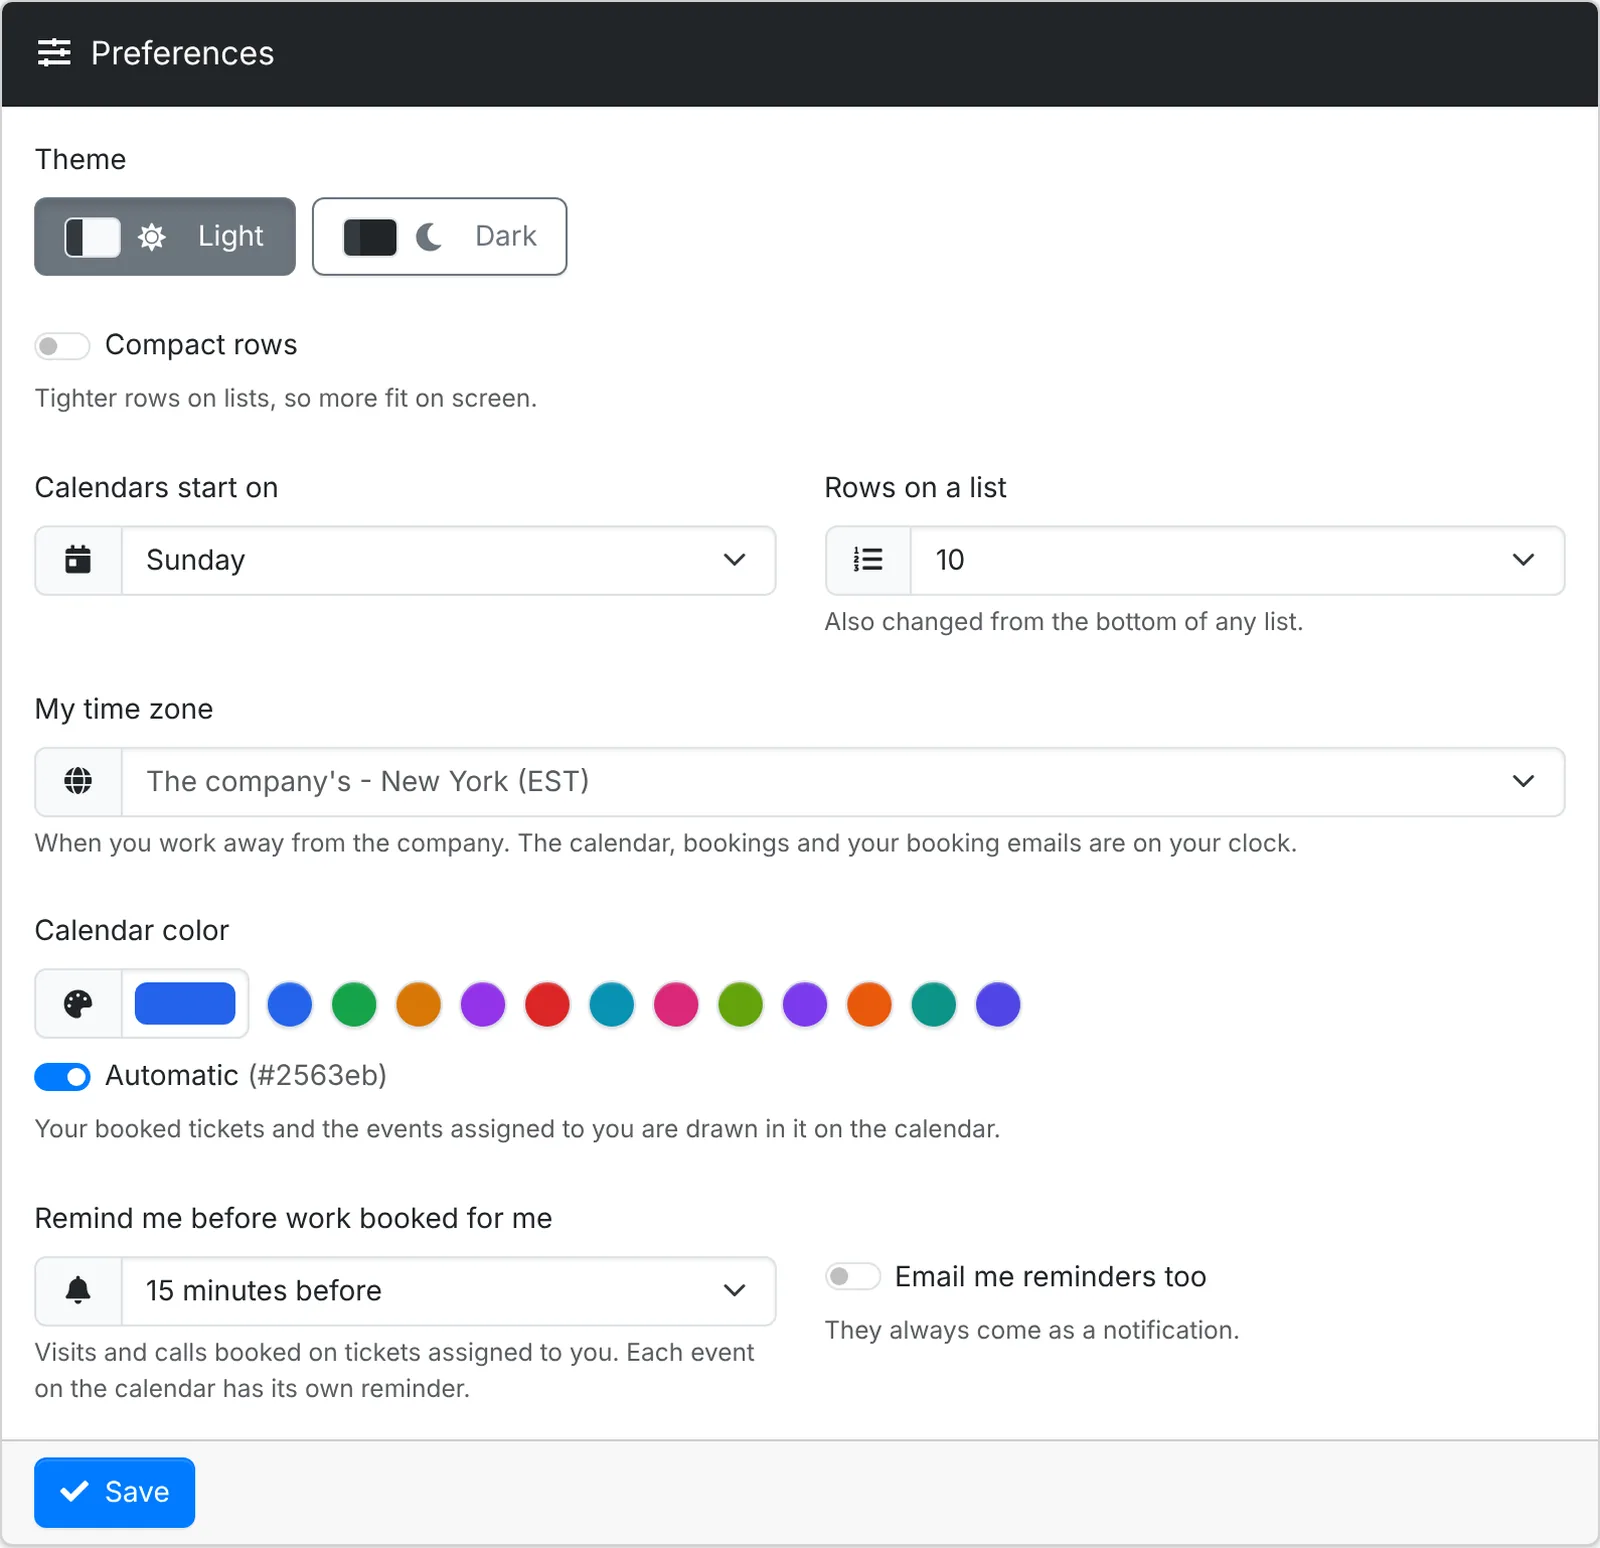 Preferences
Theme
Light
Dark
Compact rows
Tighter rows on lists, so more fit on screen.
Calendars start on
Sunday
Rows on a list
10
Also changed from the bottom of any list.
My time zone
The company's - New York (EST)
When you work away from the company. The calendar, bookings and your booking emails are on your clock.
Calendar color
Automatic (#2563eb)
Your booked tickets and the events assigned to you are drawn in it on the calendar.
Remind me before work booked for me
15 minutes before
Visits and calls booked on tickets assigned to you. Each event
on the calendar has its own reminder.
Email me reminders too
They always come as a notification.
Save